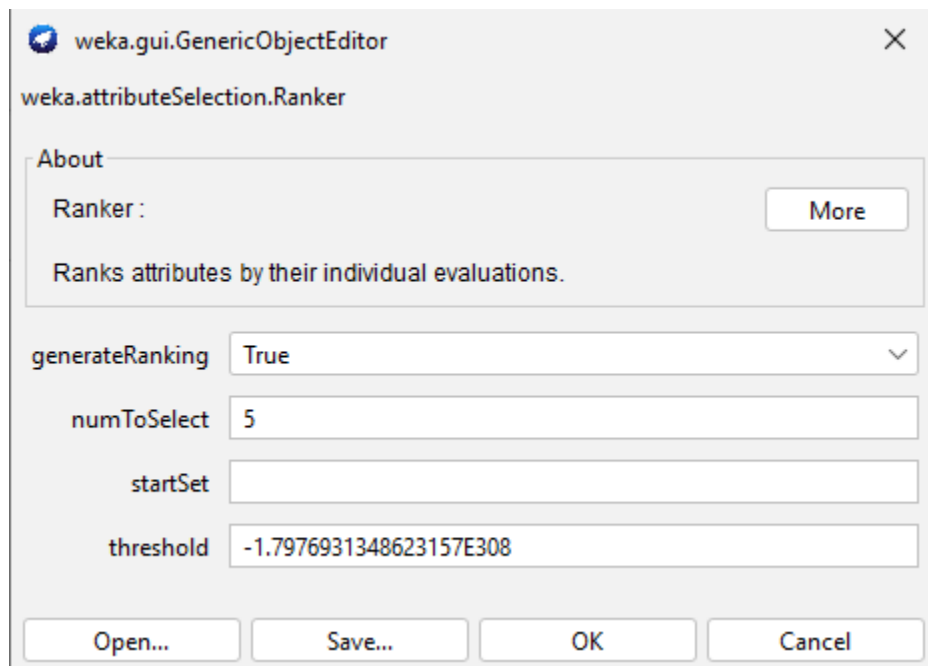 weka.gui.GenericObjectEditor
weka.attributeSelection.Ranker
About
Ranker :
More
Ranks attributes by their individual evaluations.
generateRanking True
numToSelect 5
startSet
threshold -1.7976931348623157E308
Open... Save... OK Cancel